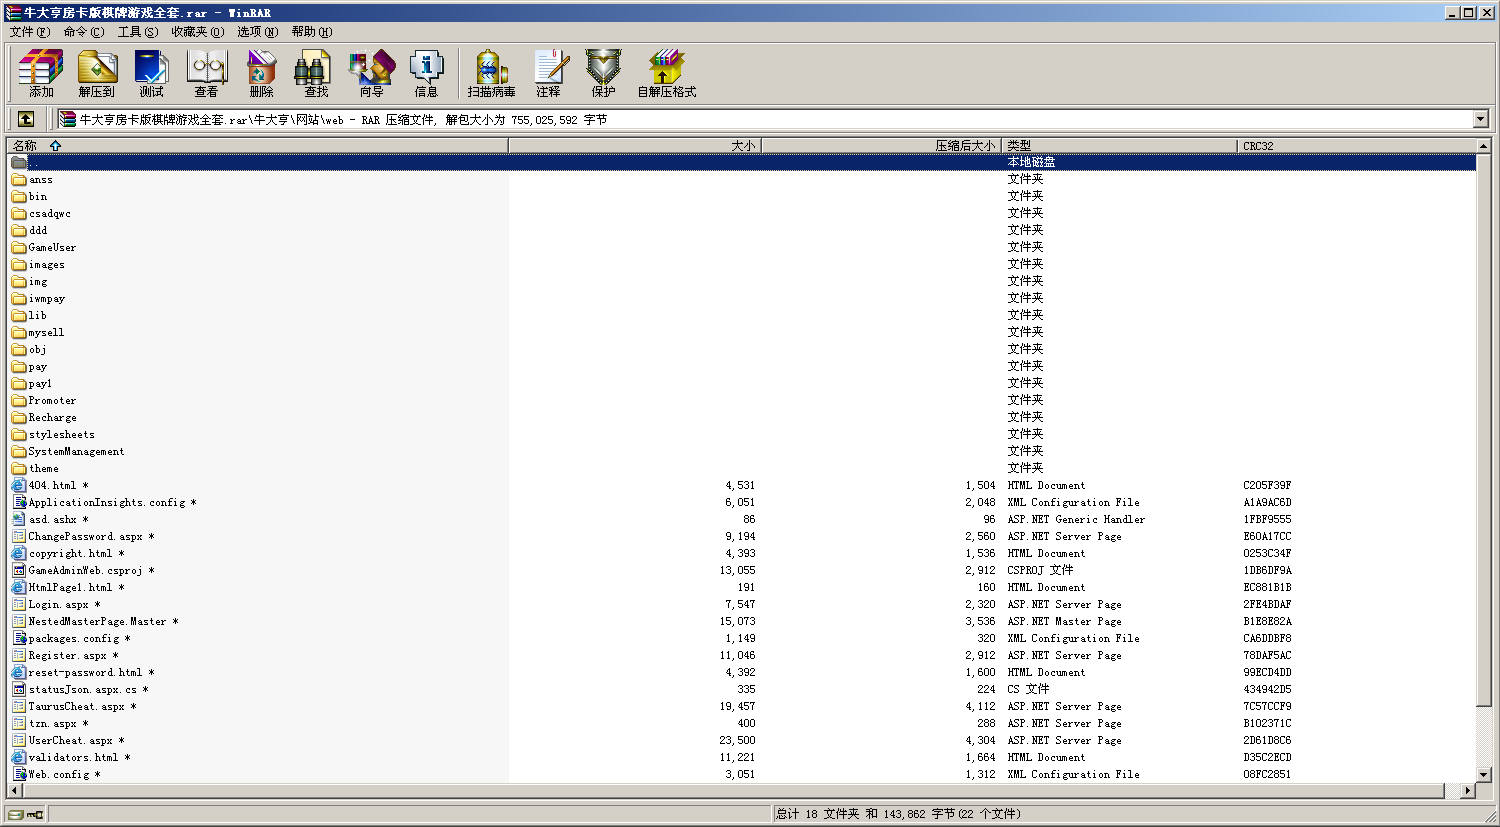 牛大亨房卡版棋牌游戏全套.rar - WinRAR
文件(F) 命令(C) 工具(S) 收藏夹(O) 选项(N) 帮助(H)
添加 解压到 测试 查看 删除 查找 向导 信息 扫描病毒 注释 保护 自解压格式
牛大亨房卡版棋牌游戏全套.rar\牛大亨\网站\web - RAR 压缩文件, 解包大小为 755,025,592 字节
名称 大小 压缩后大小 类型 CRC32
.. 本地磁盘
anss 文件夹
bin 文件夹
csadqwc 文件夹
ddd 文件夹
GameUser 文件夹
images 文件夹
img 文件夹
iwmpay 文件夹
lib 文件夹
mysell 文件夹
obj 文件夹
pay 文件夹
pay1 文件夹
Promoter 文件夹
Recharge 文件夹
stylesheets 文件夹
SystemManagement 文件夹
theme 文件夹
404.html * 4,531 1,504 HTML Document C205F39F
ApplicationInsights.config * 6,051 2,048 XML Configuration File A1A9AC6D
asd.ashx * 86 96 ASP.NET Generic Handler 1FBF9555
ChangePassword.aspx * 9,194 2,560 ASP.NET Server Page E60A17CC
copyright.html * 4,393 1,536 HTML Document 0253C34F
GameAdminWeb.csproj * 13,055 2,912 CSPROJ 文件 1DB6DF9A
HtmlPage1.html * 191 160 HTML Document EC881B1B
Login.aspx * 7,547 2,320 ASP.NET Server Page 2FE4BDAF
NestedMasterPage.Master * 15,073 3,536 ASP.NET Master Page B1E8E82A
packages.config * 1,149 320 XML Configuration File CA6DDBF8
Register.aspx * 11,046 2,912 ASP.NET Server Page 78DAF5AC
reset-password.html * 4,392 1,600 HTML Document 99ECD4DD
statusJson.aspx.cs * 335 224 CS 文件 434942D5
TaurusCheat.aspx * 19,457 4,112 ASP.NET Server Page 7C57CCF9
tzn.aspx * 400 288 ASP.NET Server Page B102371C
UserCheat.aspx * 23,500 4,304 ASP.NET Server Page 2D61D8C6
validators.html * 11,221 1,664 HTML Document D35C2ECD
Web.config * 3,051 1,312 XML Configuration File 08FC2851
总计 18 文件夹 和 143,862 字节(22 个文件)